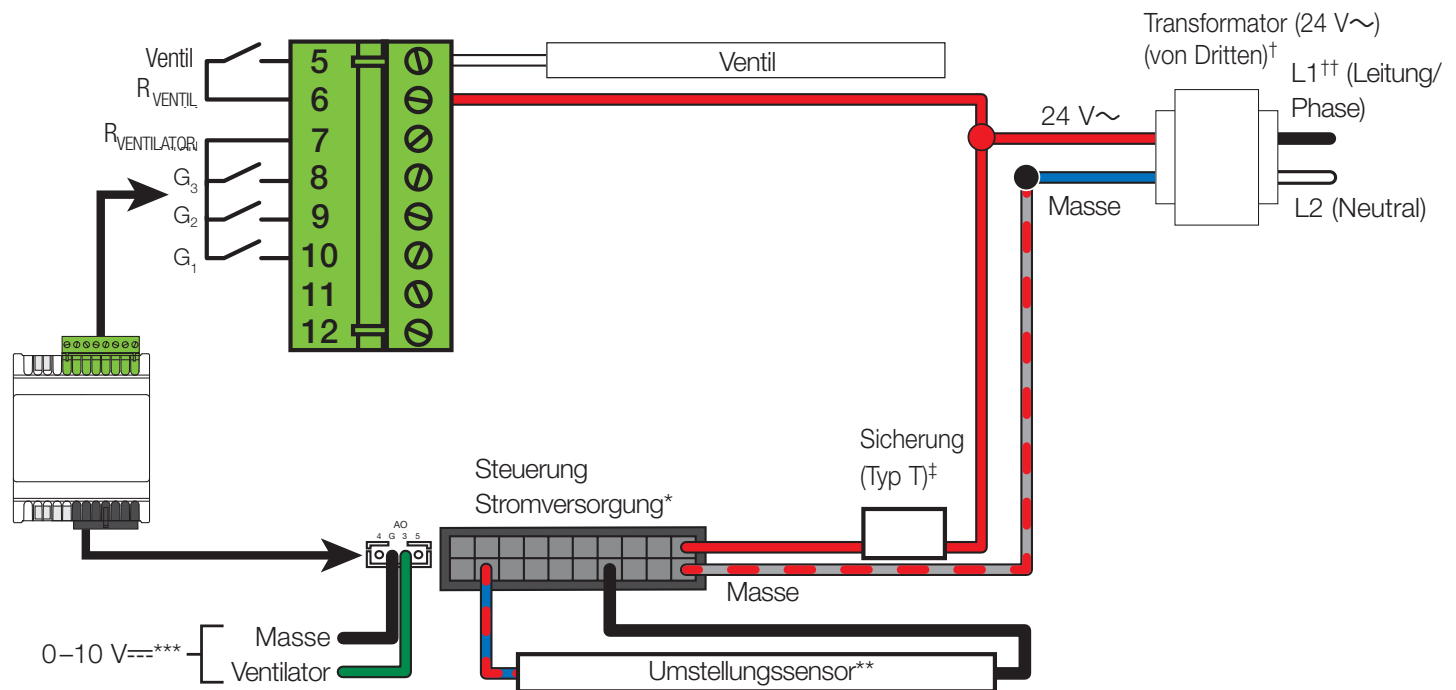 Transformator (24 V～)
(von Dritten)†
L1†† (Leitung/
Phase)
Ventil
5
Ventil
R VENTIL
6
24 V～
R VENTILATOR
7
G3
8
Masse
G2
9
L2 (Neutral)
G1
10
11
12
Sicherung
(Typ T)‡
Steuerung
Stromversorgung*
AO
4 G 3 5
Masse
0–10 V⎓***
Masse
Ventilator
Umstellungssensor**